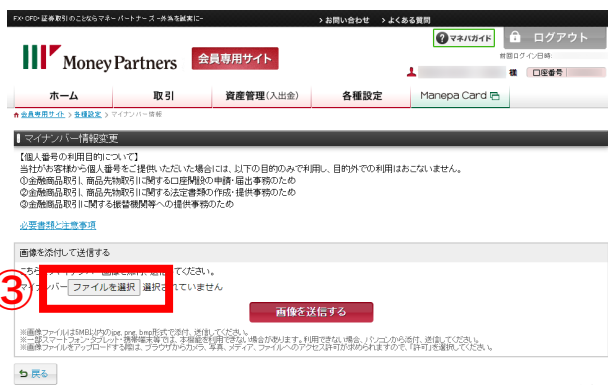 FX・CFD・証券取引のことならマネーパートナーズ -外為を誠実に-
› お問い合わせ › よくある質問
? マネパガイド
ログアウト
前回ログイン日時:
Money Partners 会員専用サイト
様 口座番号
ホーム 取引 資産管理(入出金) 各種設定 Manepa Card
会員専用サイト > 各種設定 > マイナンバー情報
マイナンバー情報変更
【個人番号の利用目的について】
当社がお客様から個人番号をご提供いただいた場合には、以下の目的のみで利用し、目的外での利用はおこないません。
①金融商品取引、商品先物取引に関する口座開設の申請・届出事務のため
②金融商品取引、商品先物取引に関する法定書類の作成・提供事務のため
③金融商品取引に関する振替機関等への提供事務のため
必要書類と注意事項
画像を添付して送信する
こちら てください。
③
マイナンバー ファイルを選択 選択されていません
画像を送信する
※画像ファイルは5MB以内のjpg, png, bmp形式で添付、送信してください。
※一部スマートフォン・タブレット・携帯端末等では、本機能を利用できない場合があります。利用できない場合、パソコンから添付、送信してください。
※画像ファイルをアップロードする際は、ブラウザからカメラ、写真、メディア、ファイルへのアクセス許可が求められますので、「許可」を選択してください。
戻る